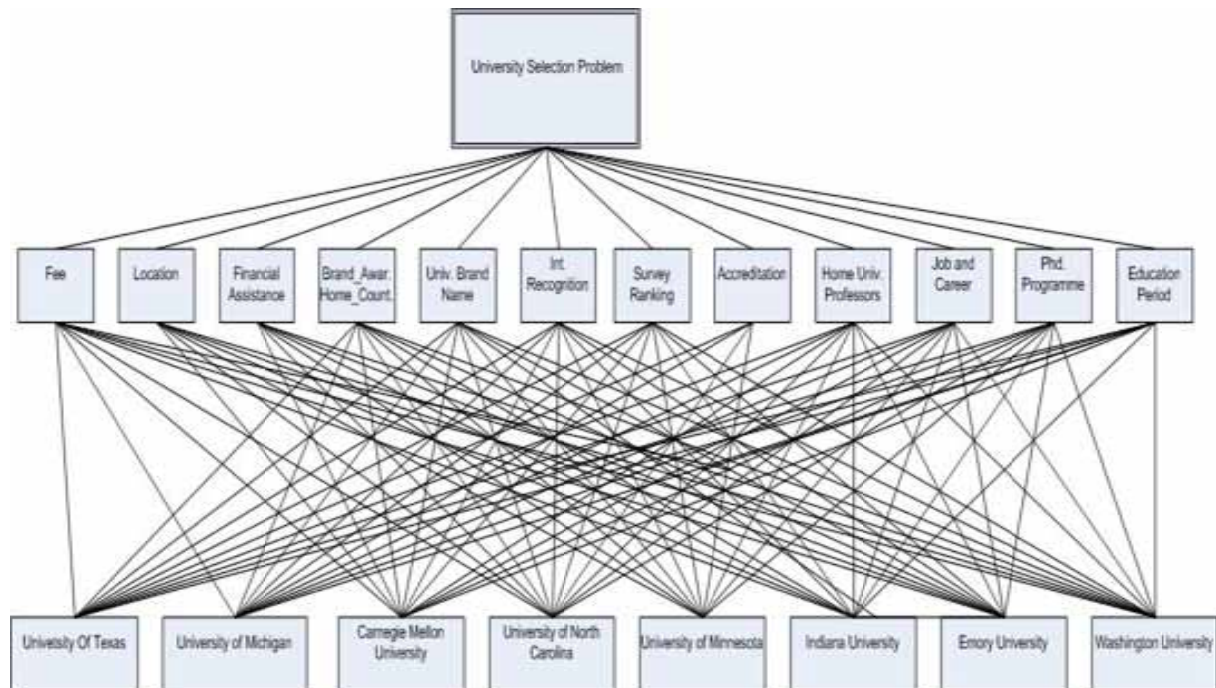 University Selection Problem
Fee
Location
Financial
Assistance
Brand_Awar.
Home_Count.
Univ. Brand
Name
Int.
Recognition
Survey
Ranking
Accreditation
Home Univ.
Professors
Job and
Career
Phd.
Programme
Education
Period
University Of Texas
University of Michigan
Carnegie Mellon
University
University of North
Carolina
University of Minnesota
Indiana University
Emory University
Washington University